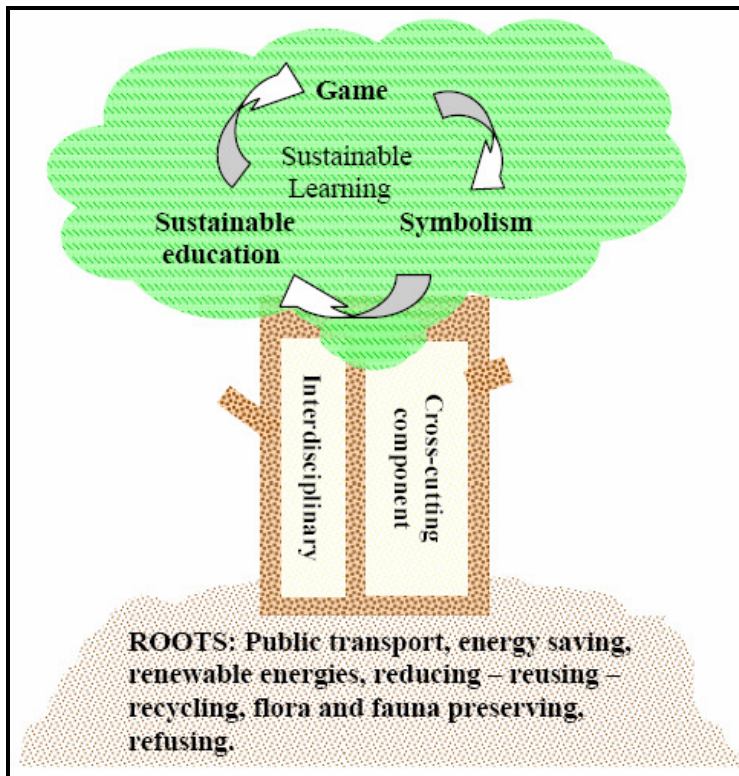 Game
Sustainable
Learning
Sustainable
education
Symbolism
Interdisciplinary
Cross-cutting
component
ROOTS: Public transport, energy saving,
renewable energies, reducing – reusing –
recycling, flora and fauna preserving,
refusing.